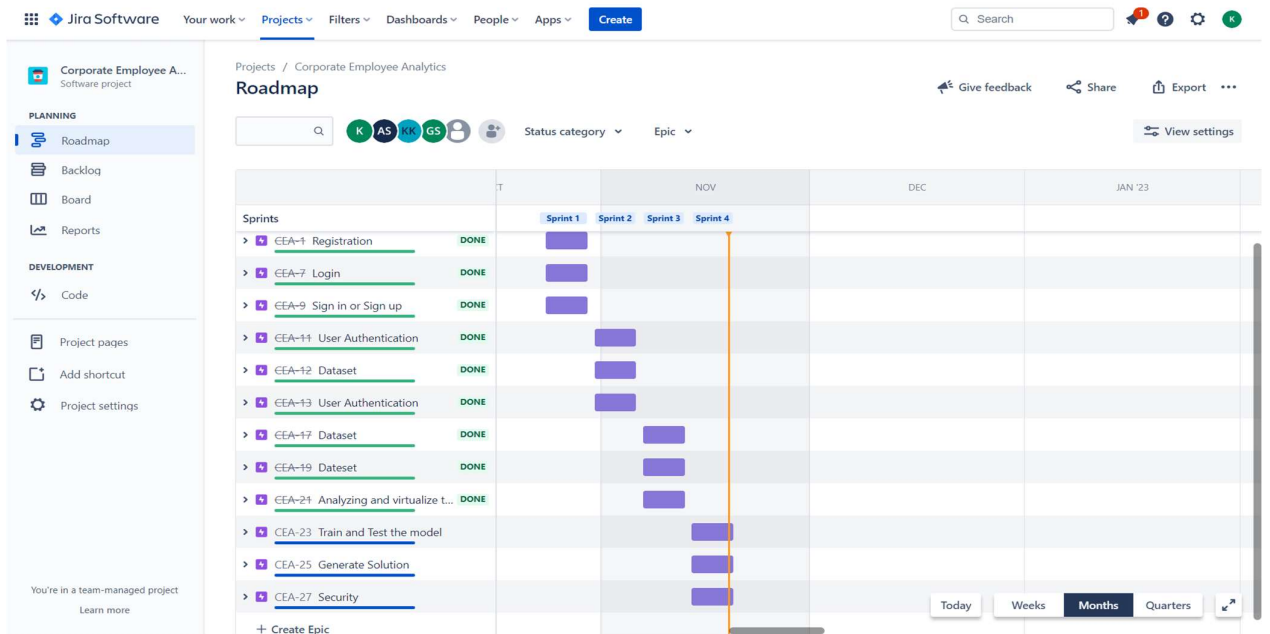 Jira Software Your work Projects Filters Dashboards People Apps Create Search 1 K
Corporate Employee A...
Software project
PLANNING
Roadmap
Backlog
Board
Reports
DEVELOPMENT
Code
Project pages
Add shortcut
Project settings
You're in a team-managed project
Learn more
Projects / Corporate Employee Analytics
Roadmap
Give feedback Share Export
K AS KK GS Status category Epic View settings
T NOV DEC JAN '23
Sprints Sprint 1 Sprint 2 Sprint 3 Sprint 4
CEA-1 Registration DONE
CEA-7 Login DONE
CEA-9 Sign in or Sign up DONE
CEA-11 User Authentication DONE
CEA-12 Dataset DONE
CEA-13 User Authentication DONE
CEA-17 Dataset DONE
CEA-19 Dateset DONE
CEA-21 Analyzing and virtualize t... DONE
CEA-23 Train and Test the model
CEA-25 Generate Solution
CEA-27 Security
+ Create Epic
Today Weeks Months Quarters